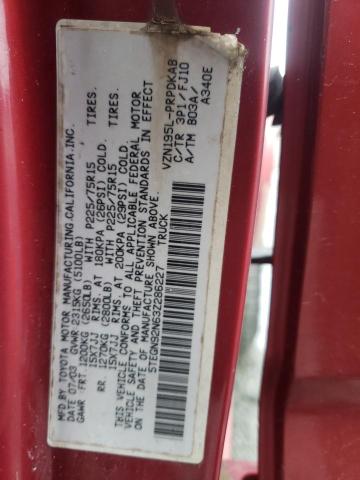 MFD BY TOYOTA MOTOR MANUFACTURING,CALIFORNIA,INC.
DATE 07/03 GVWR 2315KG (5100LB)
GAWR FRT 1200KG (2650LB) WITH P225/75R15 TIRES.
15X7JJ RIMS, AT 180KPA (26PSI) COLD.
RR 1270KG (2800LB) WITH P225/75R15 TIRES.
15X7JJ RIMS, AT 200KPA (29PSI) COLD.
THIS VEHICLE CONFORMS TO ALL APPLICABLE FEDERAL MOTOR
VEHICLE SAFETY AND THEFT PREVENTION STANDARDS IN EFFECT
ON THE DATE OF MANUFACTURE SHOWN ABOVE.
5TEGN92N63Z286227 TRUCK
VZN195L-PRPDKAB
C/TR 3P1/FJ10
A/TM B03A/
A340E